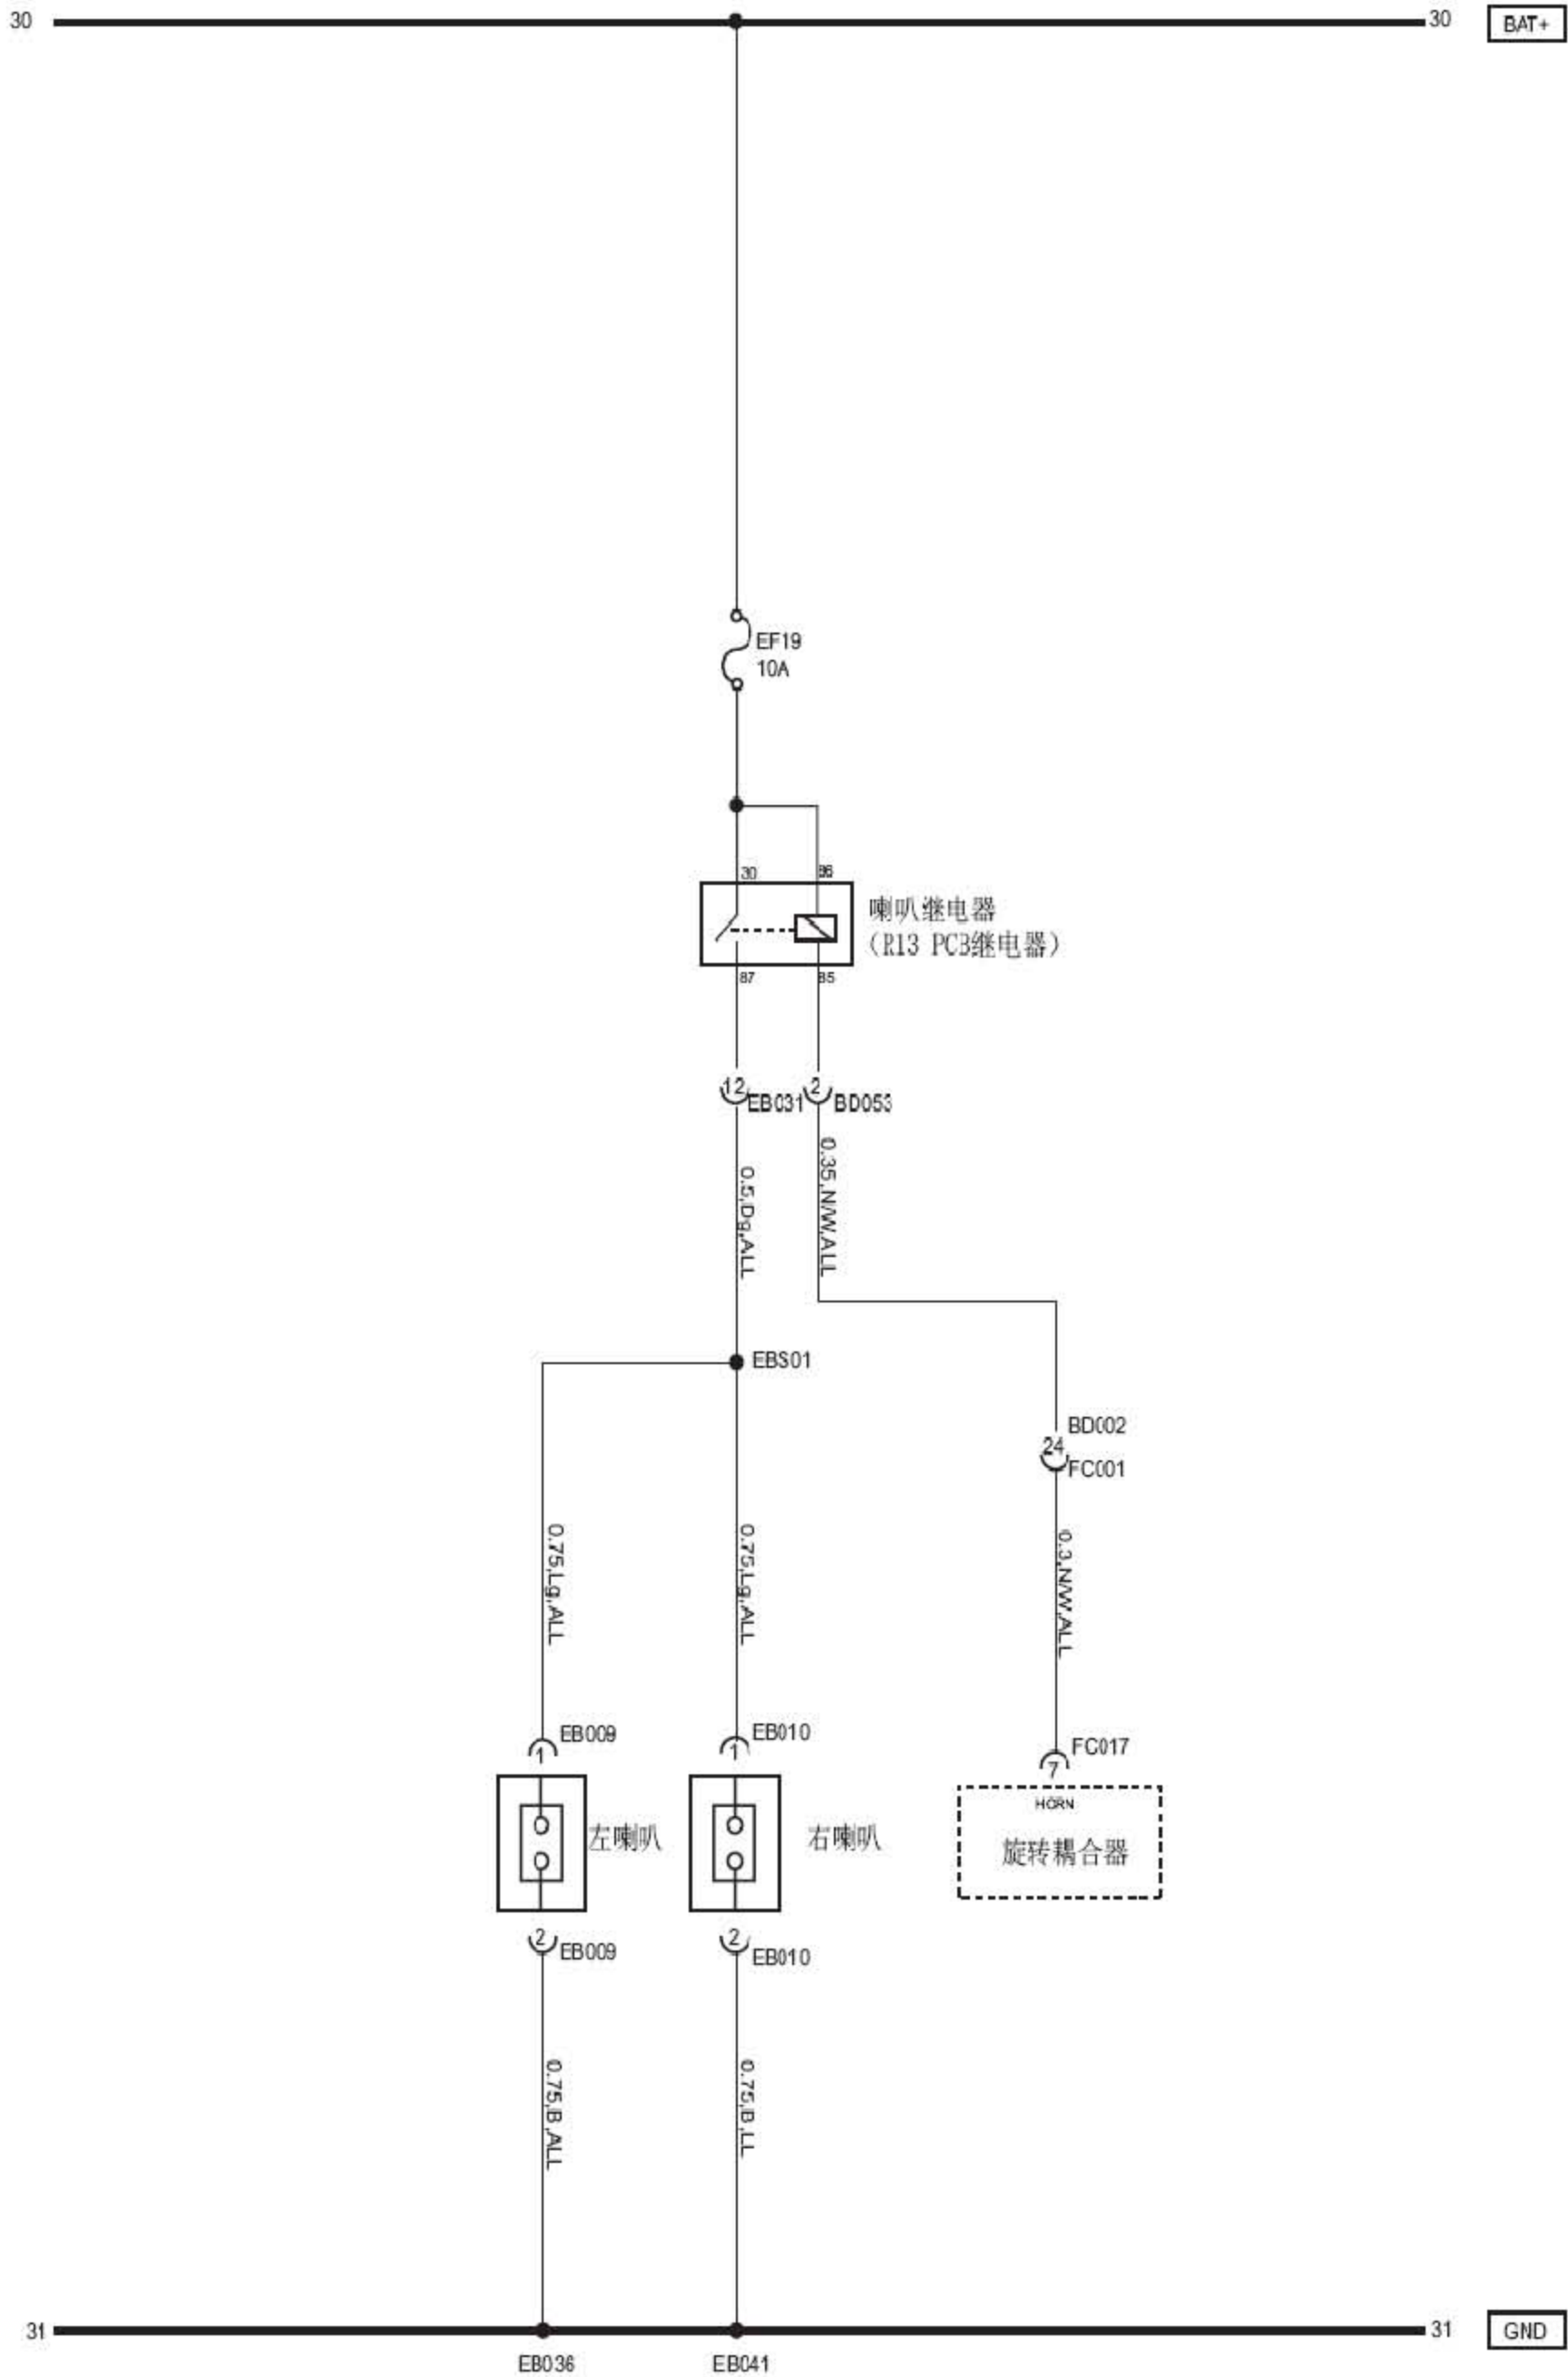 30
30
BAT+
EF19
10A
30
86
喇叭继电器
（R13 PCB继电器）
87
85
12
EB031
2
BD053
0.5,Dg,ALL
0.35,N/W,ALL
EBS01
BD002
24
FC001
0.75,Lg,ALL
0.75,Lg,ALL
0.3,N/W,ALL
EB009
1
EB010
1
FC017
7
HORN
左喇叭
右喇叭
旋转耦合器
2
EB009
2
EB010
0.75,B,ALL
0.75,B,LL
31
31
GND
EB036
EB041